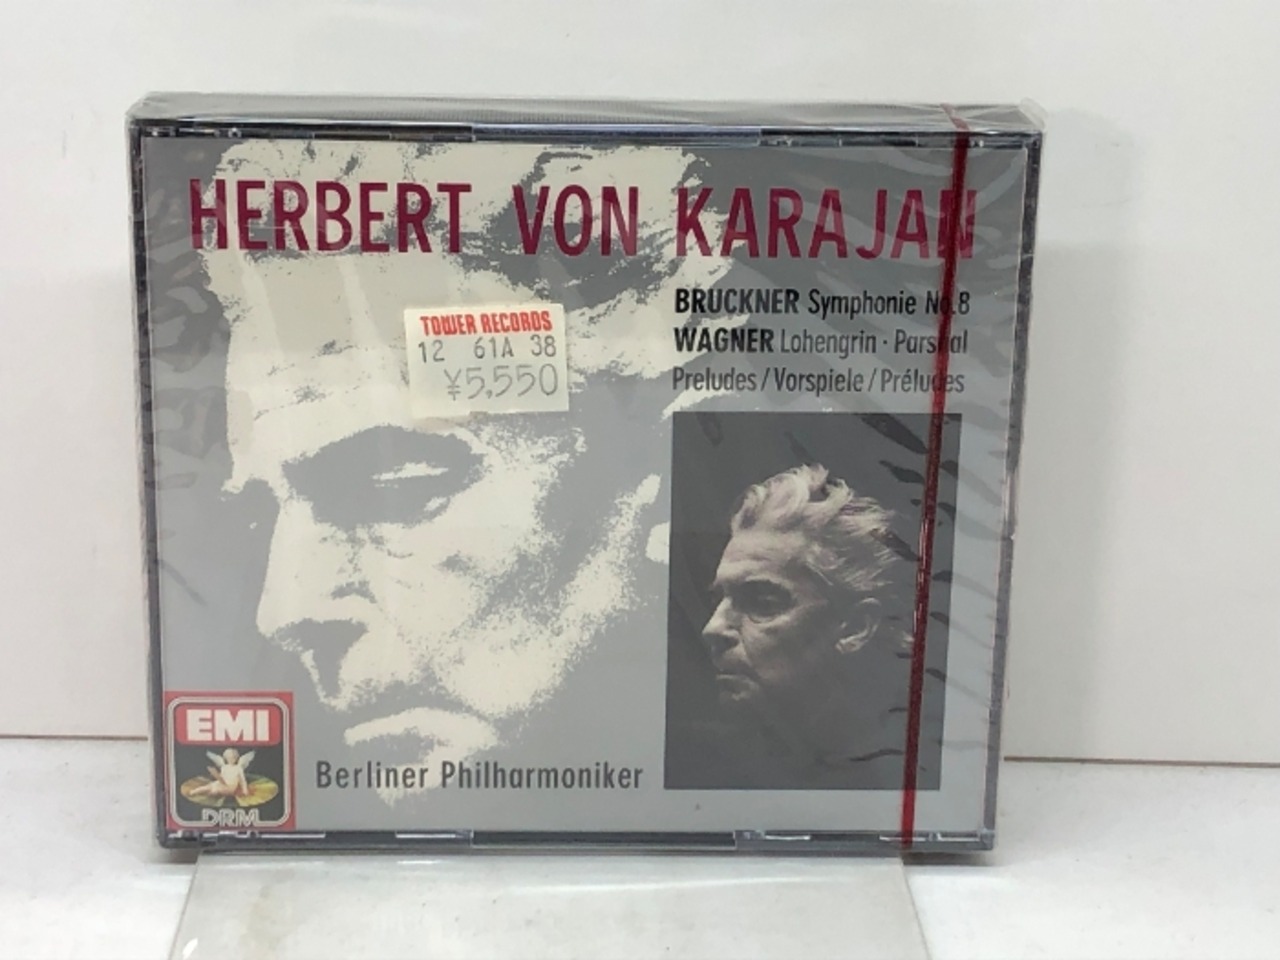 HERBERT VON KARAJAN
BRUCKNER Symphonie No.8
WAGNER Lohengrin · Parsifal
Preludes/Vorspiele/Préludes
TOWER RECORDS
12 61A 38
¥5,550
EMI
DRM
Berliner Philharmoniker